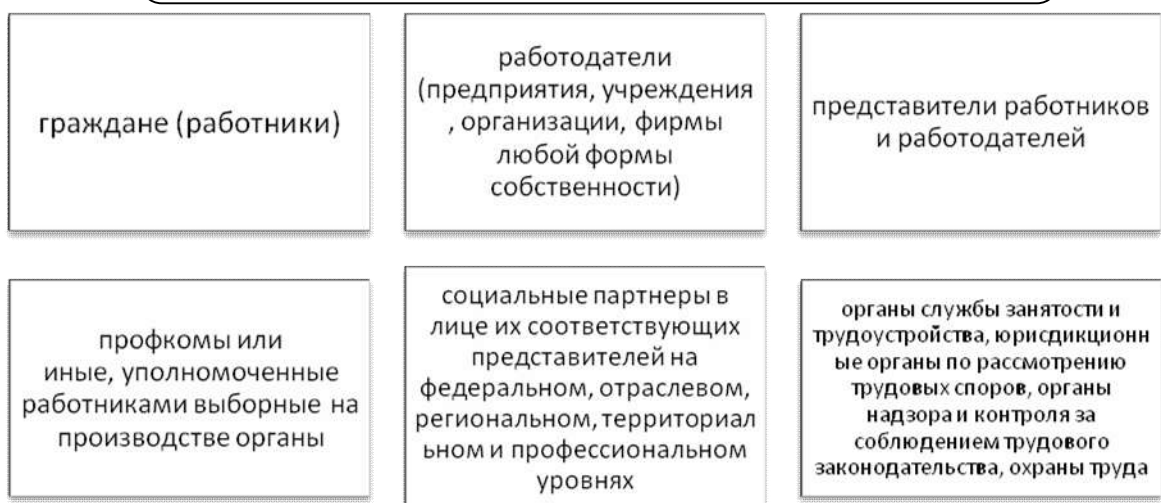 граждане (работники)
работодатели
(предприятия, учреждения
, организации, фирмы
любой формы
собственности)
представители работников
и работодателей
профкомы или
иные, уполномоченные
работниками выборные на
производстве органы
социальные партнеры в
лице их соответствующих
представителей на
федеральном, отраслевом,
региональном, территориал
ьном и профессиональном
уровнях
органы службы занятости и
трудоустройства, юрисдикционн
ые органы по рассмотрению
трудовых споров, органы
надзора и контроля за
соблюдением трудового
законодательства, охраны труда